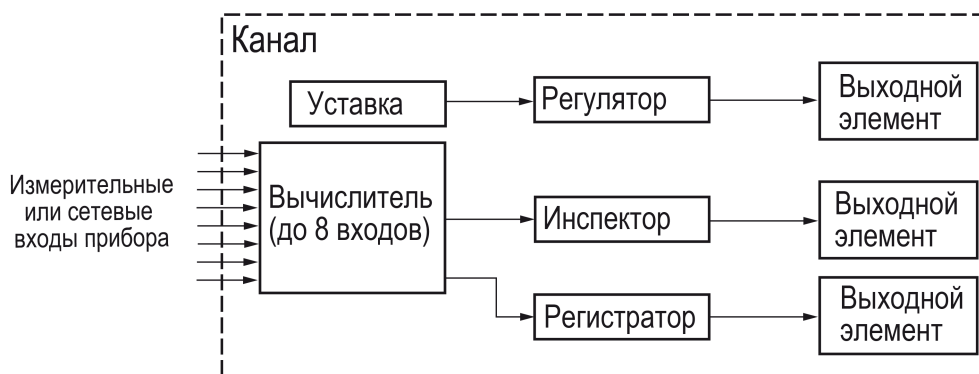 Канал
Уставка
Регулятор
Выходной
элемент
Измерительные
или сетевые
входы прибора
Вычислитель
(до 8 входов)
Инспектор
Выходной
элемент
Регистратор
Выходной
элемент